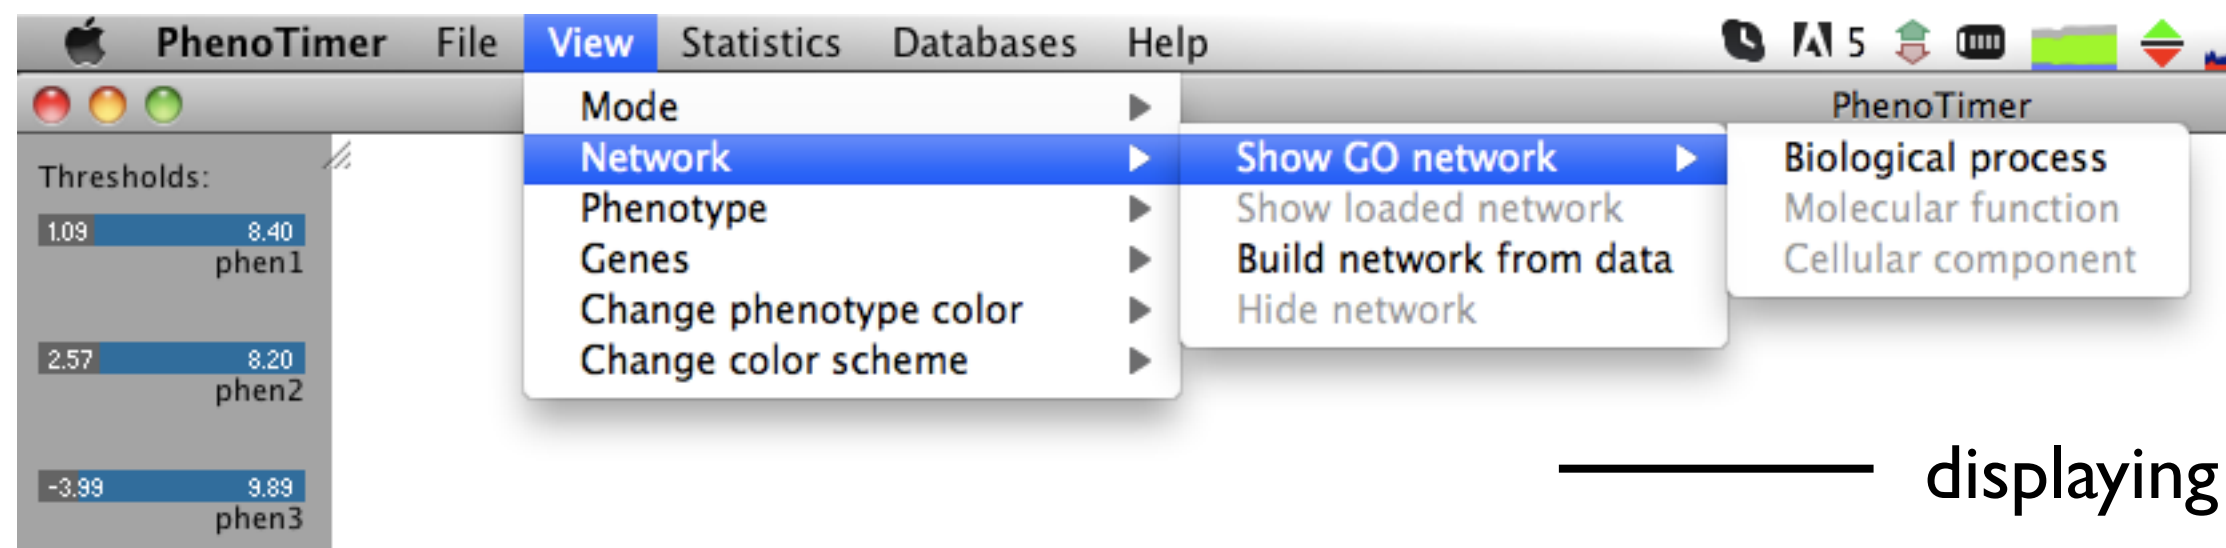 PhenoTimer File View Statistics Databases Help 5
PhenoTimer
Mode
Network
Phenotype
Genes
Change phenotype color
Change color scheme
Show GO network
Show loaded network
Build network from data
Hide network
Biological process
Molecular function
Cellular component
Thresholds:
1.09 8.40
phen1
2.57 8.20
phen2
-3.99 9.89
phen3
displaying